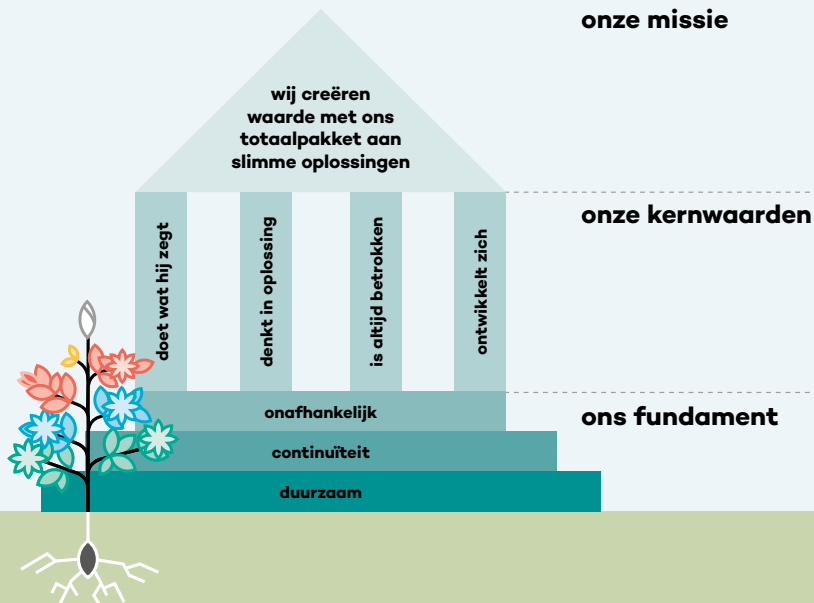 onze missie
wij creëren
waarde met ons
totaalpakket aan
slimme oplossingen
onze kernwaarden
doet wat hij zegt
denkt in oplossing
is altijd betrokken
ontwikkelt zich
ons fundament
onafhankelijk
continuïteit
duurzaam